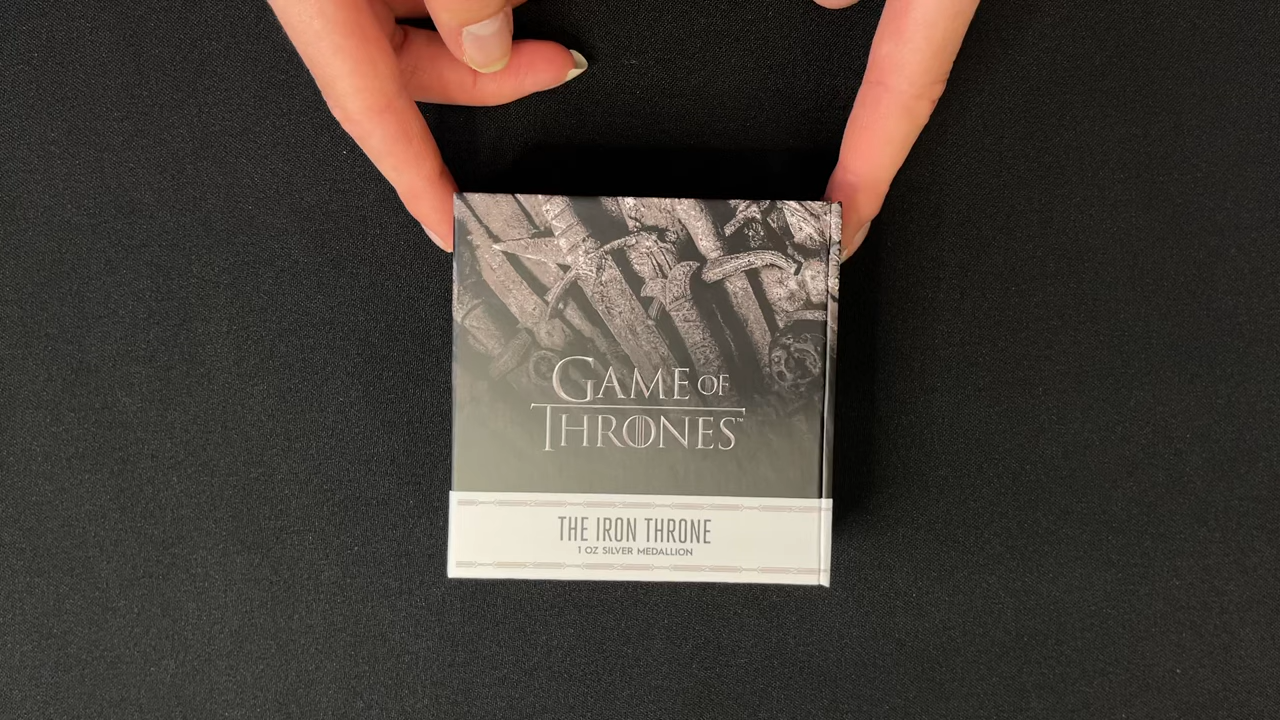 GAME OF
THRONES™
THE IRON THRONE
1 OZ SILVER MEDALLION